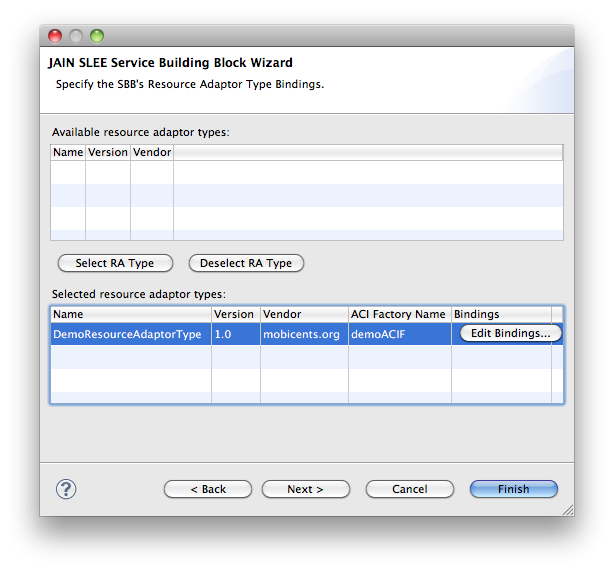 JAIN SLEE Service Building Block Wizard
Specify the SBB's Resource Adaptor Type Bindings.
Available resource adaptor types:
Name Version Vendor
Select RA Type Deselect RA Type
Selected resource adaptor types:
Name Version Vendor ACI Factory Name Bindings
DemoResourceAdaptorType 1.0 mobicents.org demoACIF Edit Bindings...
? < Back Next > Cancel Finish